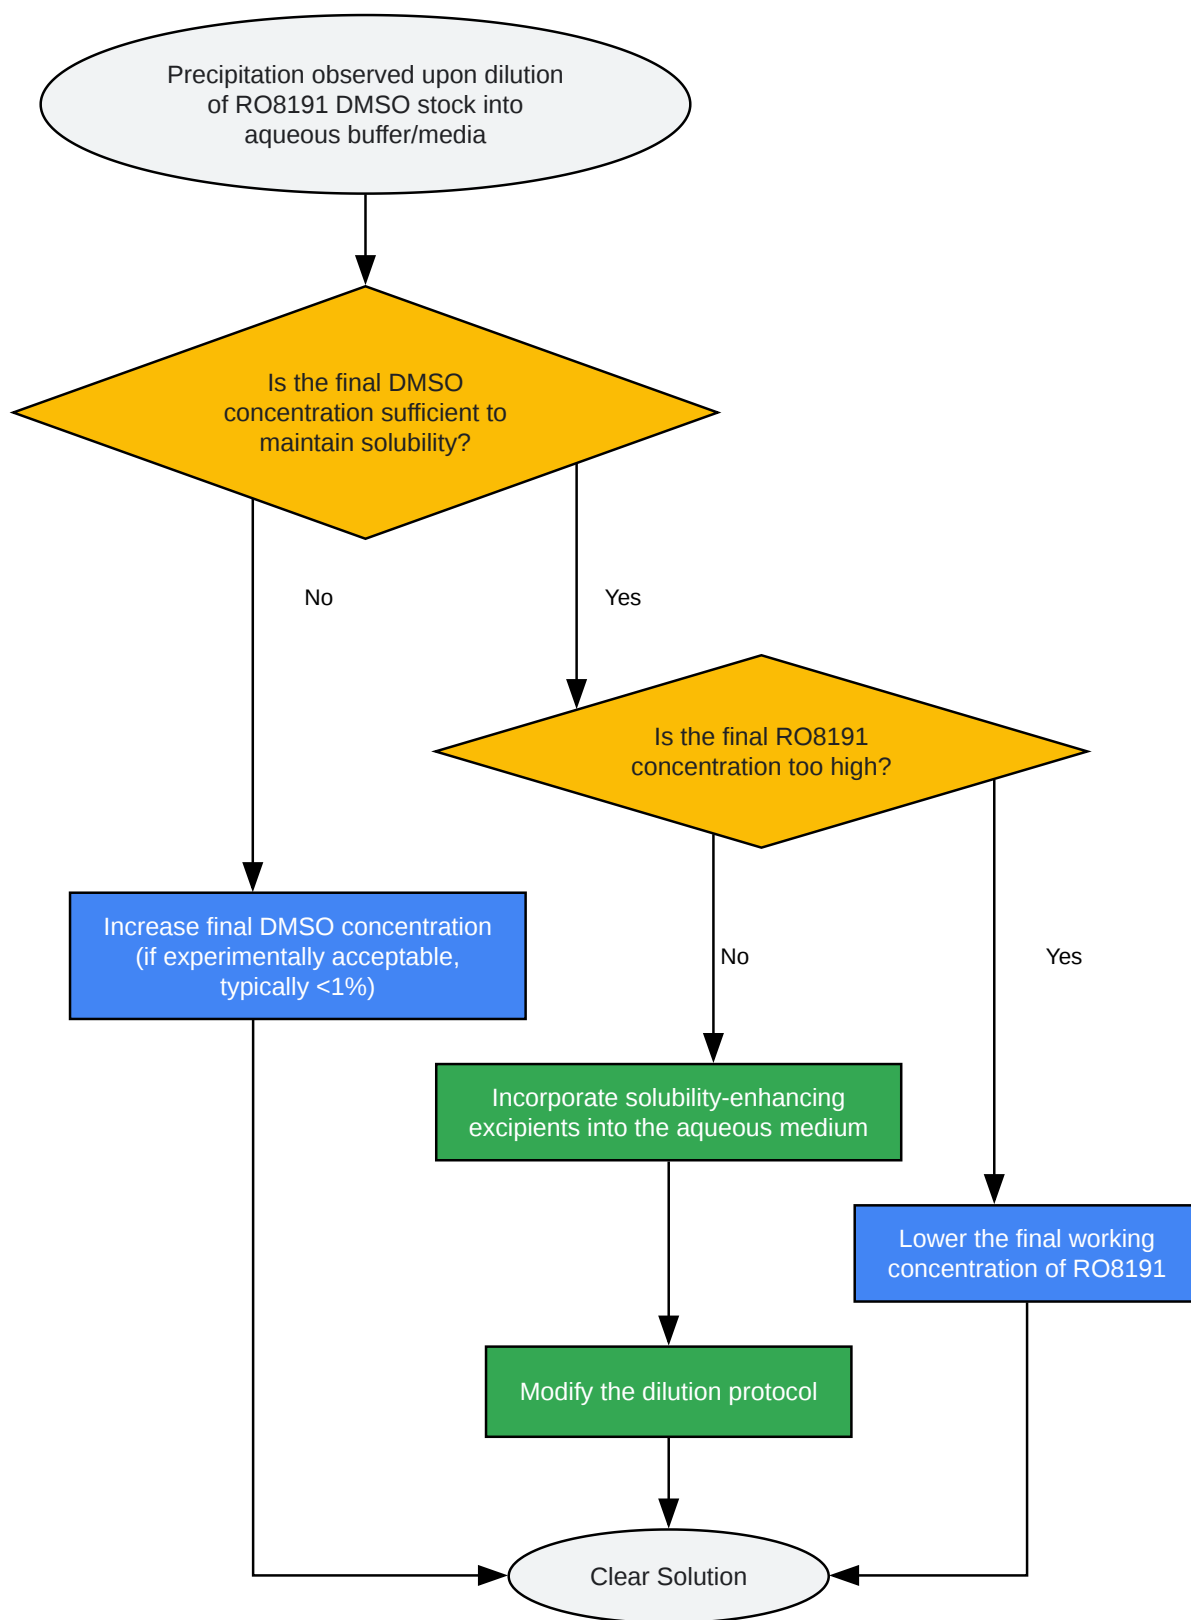 Precipitation observed upon dilution
of RO8191 DMSO stock into
aqueous buffer/media
Is the final DMSO
concentration sufficient to
maintain solubility?
No
Yes
Is the final RO8191
concentration too high?
Increase final DMSO concentration
(if experimentally acceptable,
typically <1%)
No
Yes
Incorporate solubility-enhancing
excipients into the aqueous medium
Lower the final working
concentration of RO8191
Modify the dilution protocol
Clear Solution